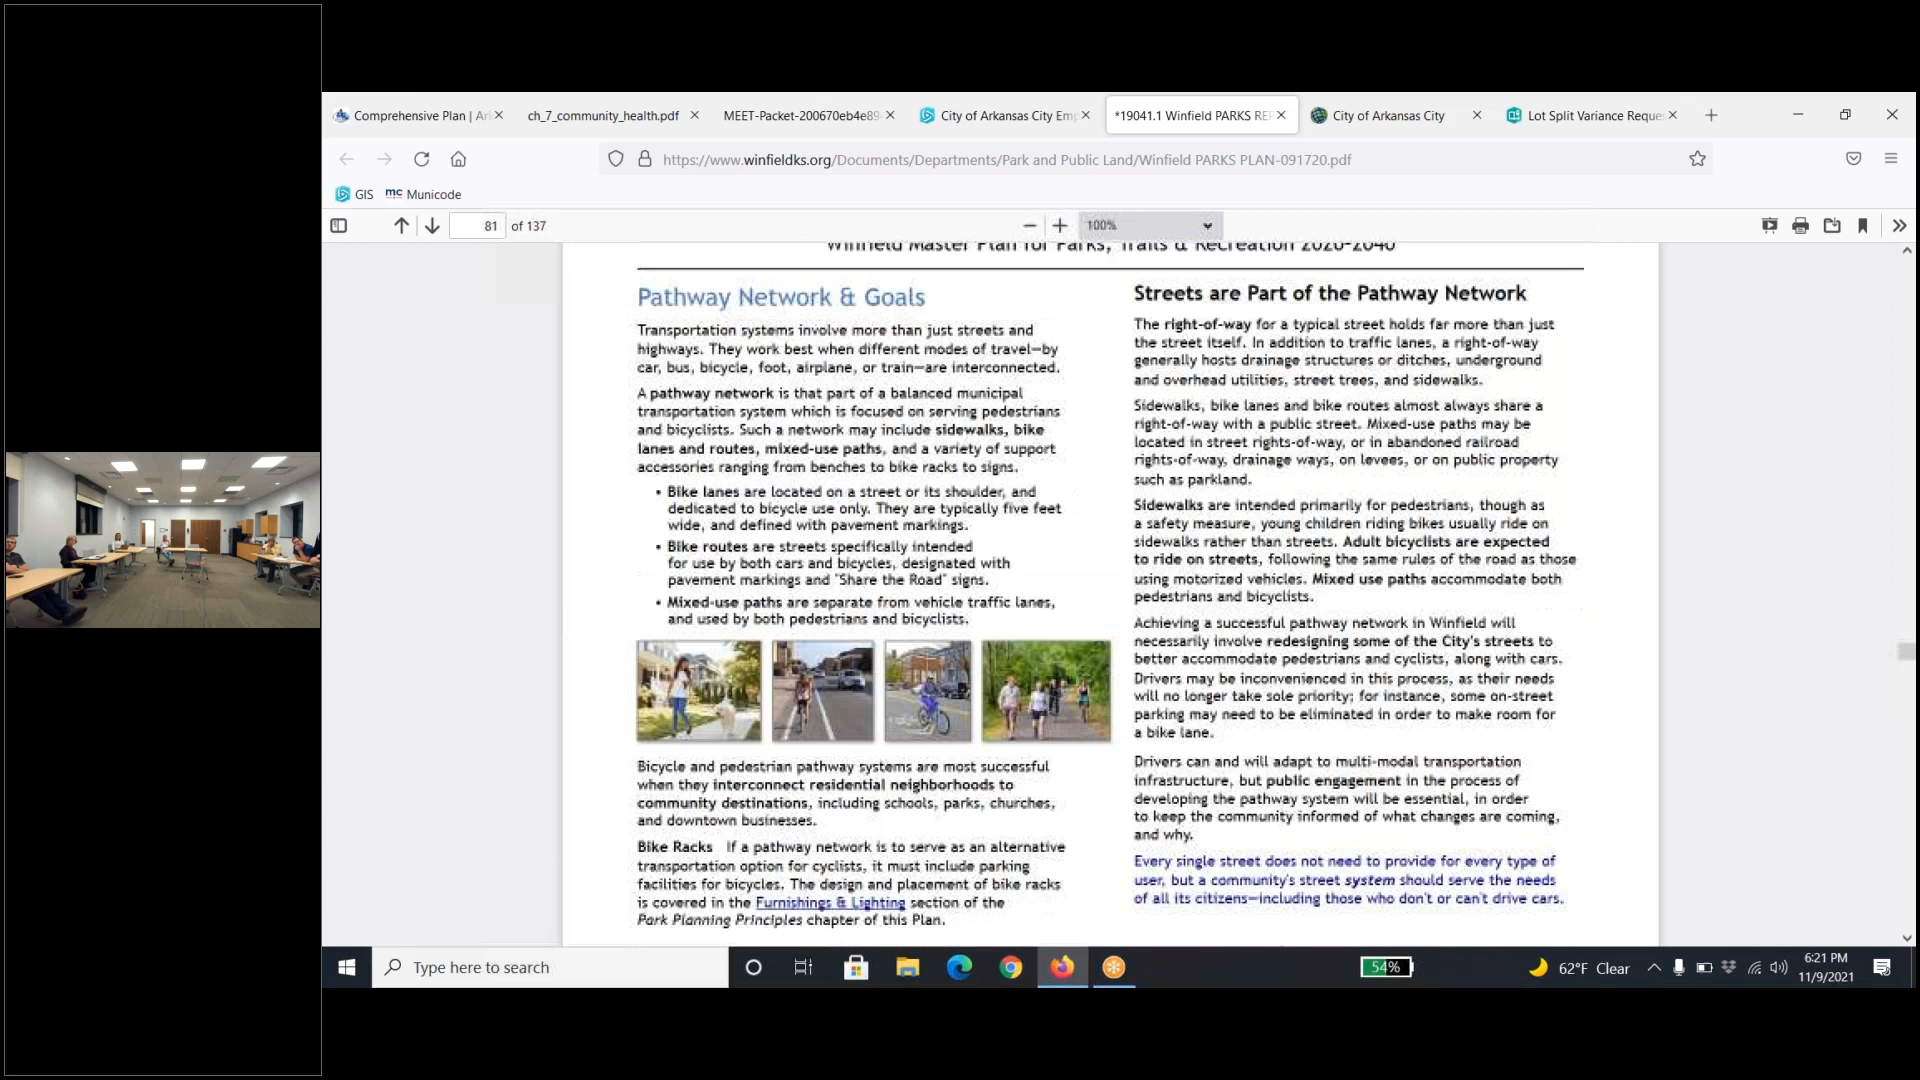 Comprehensive Plan | Ark
ch_7_community_health.pdf
MEET-Packet-200670eb4e89
City of Arkansas City Emp
*19041.1 Winfield PARKS REP
City of Arkansas City
Lot Split Variance Reques
https://www.winfieldks.org/Documents/Departments/Park and Public Land/Winfield PARKS PLAN-091720.pdf
GIS
mc Municode
81 of 137
100%
Winfield Master Plan for Parks, Trails & Recreation 2020-2040
Pathway Network & Goals
Transportation systems involve more than just streets and
highways. They work best when different modes of travel—by
car, bus, bicycle, foot, airplane, or train—are interconnected.
A pathway network is that part of a balanced municipal
transportation system which is focused on serving pedestrians
and bicyclists. Such a network may include sidewalks, bike
lanes and routes, mixed-use paths, and a variety of support
accessories ranging from benches to bike racks to signs.
• Bike lanes are located on a street or its shoulder, and
dedicated to bicycle use only. They are typically five feet
wide, and defined with pavement markings.
• Bike routes are streets specifically intended
for use by both cars and bicycles, designated with
pavement markings and "Share the Road" signs.
• Mixed-use paths are separate from vehicle traffic lanes,
and used by both pedestrians and bicyclists.
Bicycle and pedestrian pathway systems are most successful
when they interconnect residential neighborhoods to
community destinations, including schools, parks, churches,
and downtown businesses.
Bike Racks If a pathway network is to serve as an alternative
transportation option for cyclists, it must include parking
facilities for bicycles. The design and placement of bike racks
is covered in the Furnishings & Lighting section of the
Park Planning Principles chapter of this Plan.
Streets are Part of the Pathway Network
The right-of-way for a typical street holds far more than just
the street itself. In addition to traffic lanes, a right-of-way
generally hosts drainage structures or ditches, underground
and overhead utilities, street trees, and sidewalks.
Sidewalks, bike lanes and bike routes almost always share a
right-of-way with a public street. Mixed-use paths may be
located in street rights-of-way, or in abandoned railroad
rights-of-way, drainage ways, on levees, or on public property
such as parkland.
Sidewalks are intended primarily for pedestrians, though as
a safety measure, young children riding bikes usually ride on
sidewalks rather than streets. Adult bicyclists are expected
to ride on streets, following the same rules of the road as those
using motorized vehicles. Mixed use paths accommodate both
pedestrians and bicyclists.
Achieving a successful pathway network in Winfield will
necessarily involve redesigning some of the City's streets to
better accommodate pedestrians and cyclists, along with cars.
Drivers may be inconvenienced in this process, as their needs
will no longer take sole priority; for instance, some on-street
parking may need to be eliminated in order to make room for
a bike lane.
Drivers can and will adapt to multi-modal transportation
infrastructure, but public engagement in the process of
developing the pathway system will be essential, in order
to keep the community informed of what changes are coming,
and why.
Every single street does not need to provide for every type of
user, but a community's street system should serve the needs
of all its citizens—including those who don't or can't drive cars.
Type here to search
54%
62°F Clear
6:21 PM
11/9/2021